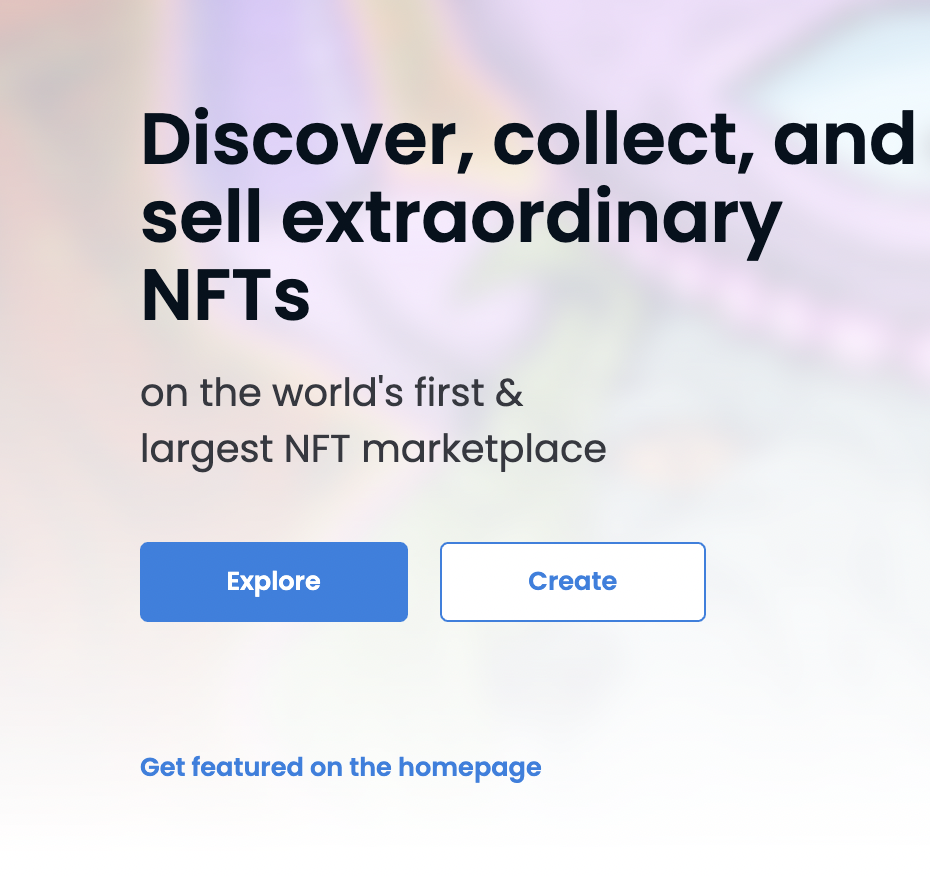 Discover, collect, and
sell extraordinary
NFTs
on the world's first &
largest NFT marketplace
Explore
Create
Get featured on the homepage